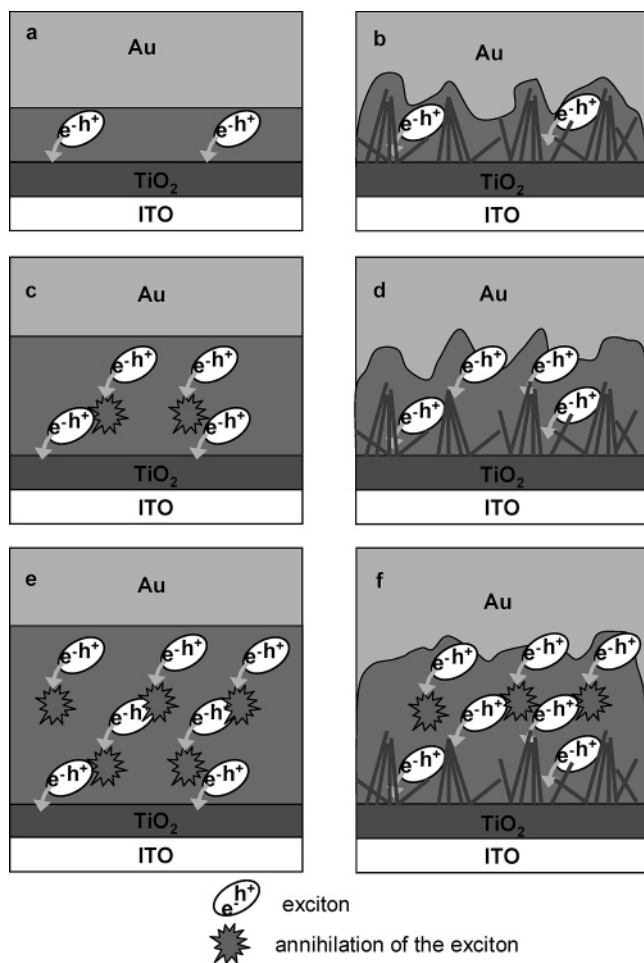 a
Au
e⁻h⁺ e⁻h⁺
TiO₂
ITO
b
Au
e⁻h⁺ e⁻h⁺
TiO₂
ITO
c
Au
e⁻h⁺ e⁻h⁺
e⁻h⁺ e⁻h⁺
TiO₂
ITO
d
Au
e⁻h⁺ e⁻h⁺
e⁻h⁺ e⁻h⁺
TiO₂
ITO
e
Au
e⁻h⁺ e⁻h⁺ e⁻h⁺
e⁻h e⁻h⁺
e⁻h⁺ e⁻h⁺
TiO₂
ITO
f
Au
e⁻h⁺ e⁻h⁺ e⁻h⁺
e⁻h⁺ e⁻h⁺
e⁻h⁺ e⁻h⁺
TiO₂
ITO
e⁻h⁺ exciton
annihilation of the exciton